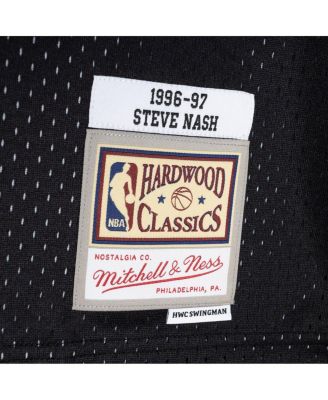 1996-97
STEVE NASH
HARDWOOD
CLASSICS
NBA
NOSTALGIA CO.
Mitchell & Ness
PHILADELPHIA, PA.
HWC SWINGMAN